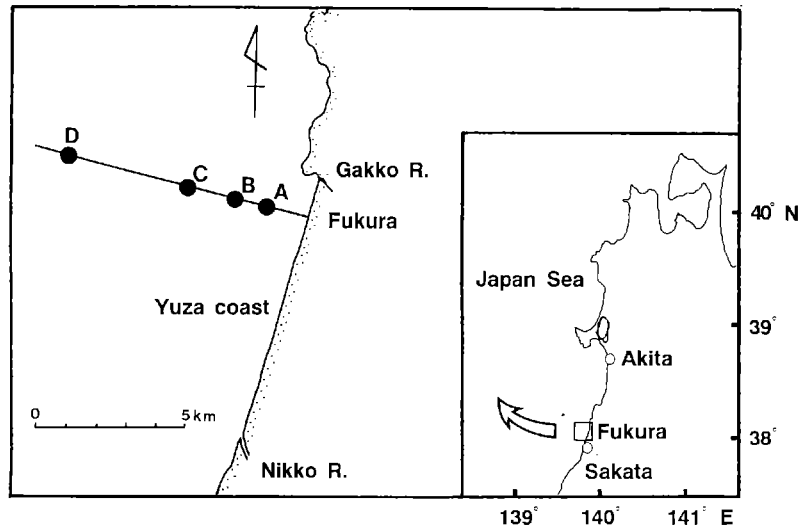 D
C
B
A
Gakko R.
Fukura
Yuza coast
0 5 km
Nikko R.
Japan Sea
Akita
Fukura
Sakata
40° N
39°
38°
139° 140° 141° E